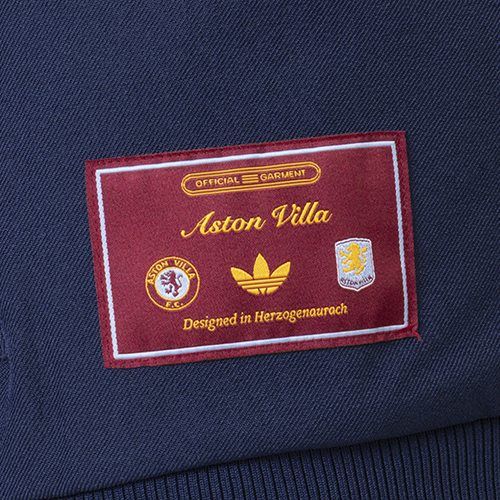 OFFICIAL GARMENT
Aston Villa
ASTON VILLA
F.C.
ASTON VILLA
Designed in Herzogenaurach